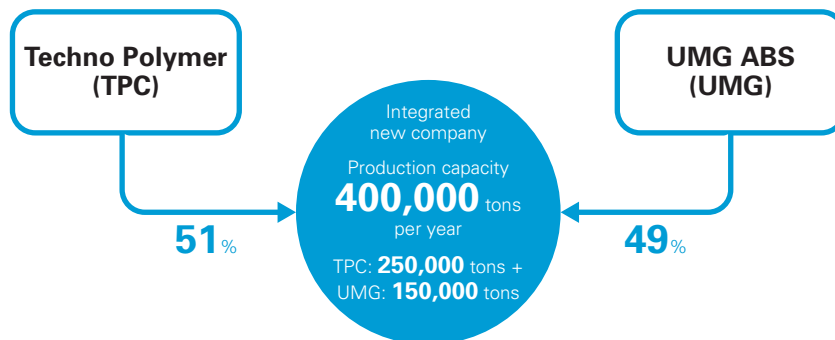 Techno Polymer
(TPC)
UMG ABS
(UMG)
Integrated
new company
Production capacity
400,000 tons
per year
TPC: 250,000 tons +
UMG: 150,000 tons
51%
49%